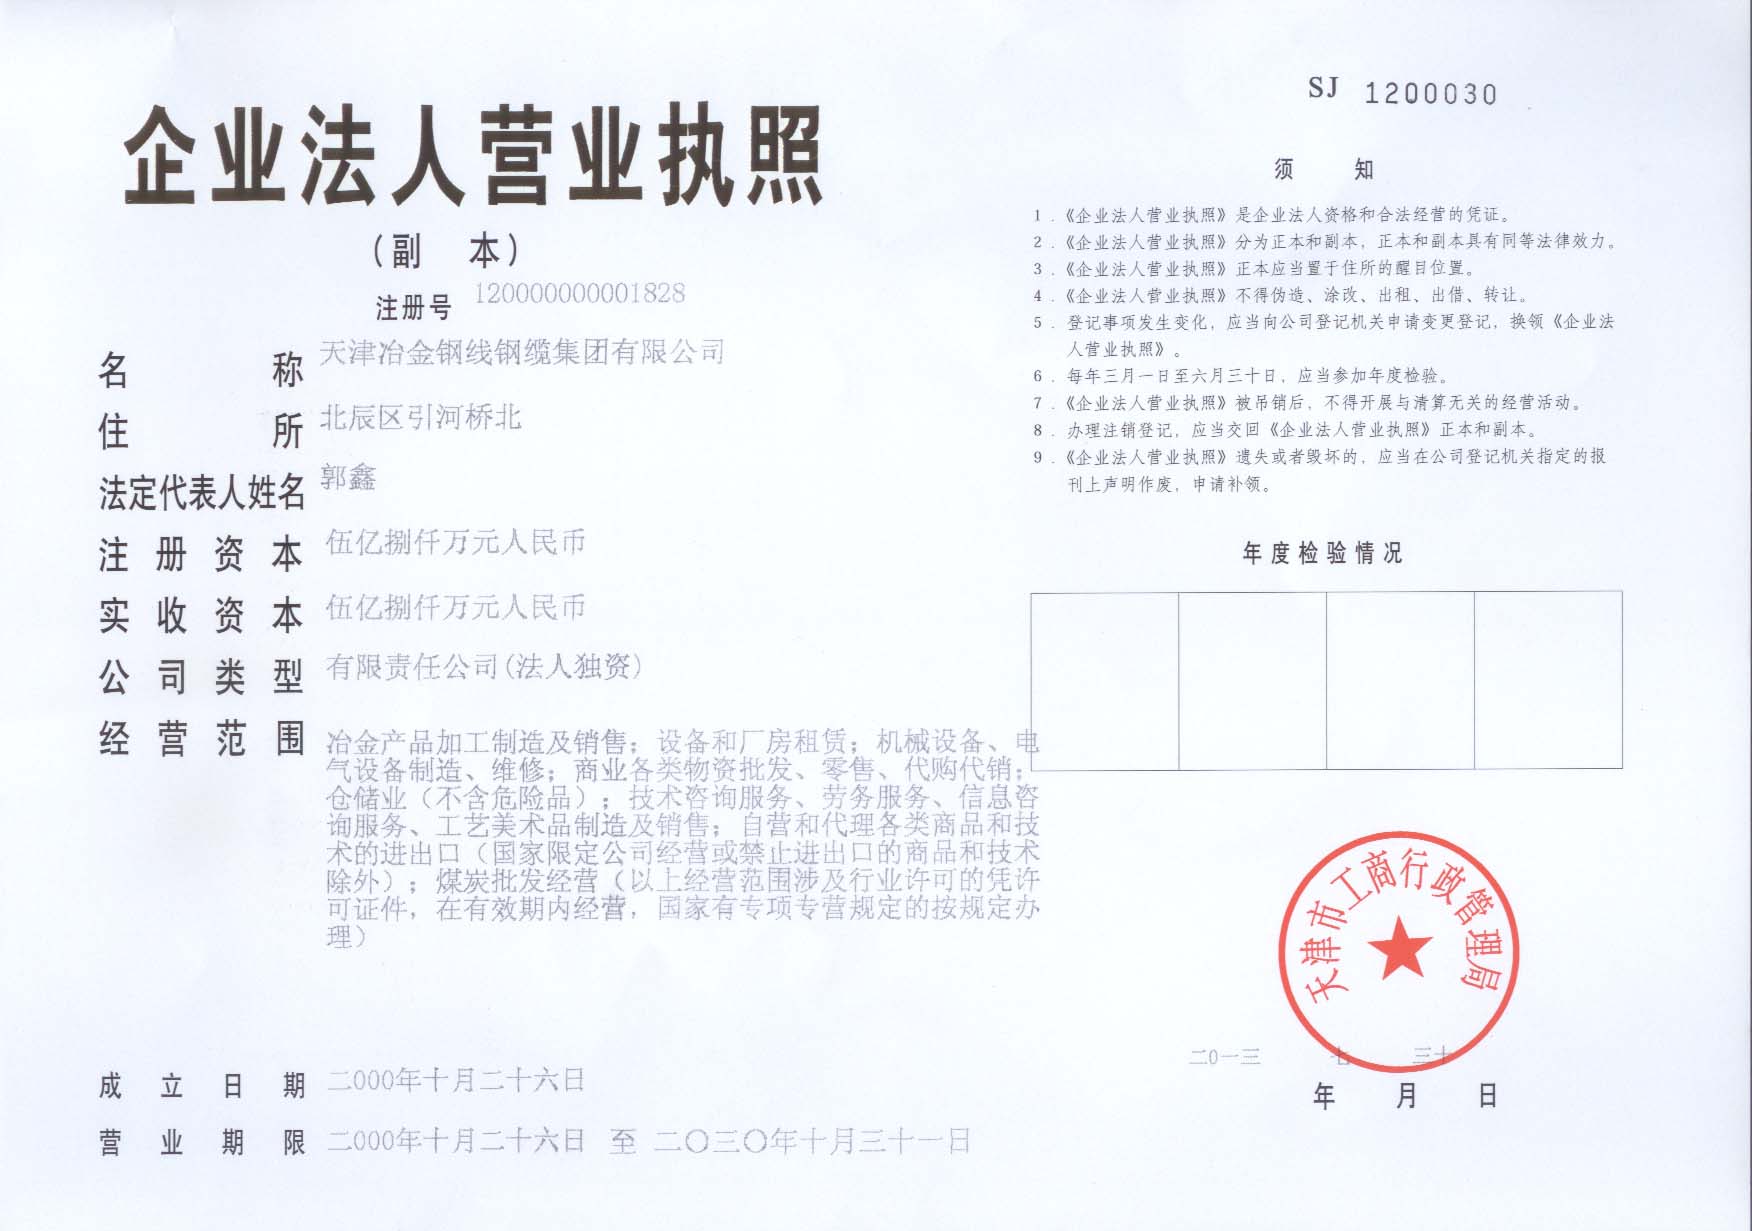 企业法人营业执照
(副 本)
注册号 120000000001828
名 称 天津冶金钢线钢缆集团有限公司
住 所 北辰区引河桥北
法定代表人姓名 郭鑫
注 册 资 本 伍亿捌仟万元人民币
实 收 资 本 伍亿捌仟万元人民币
公 司 类 型 有限责任公司(法人独资)
经 营 范 围 冶金产品加工制造及销售；设备和厂房租赁；机械设备、电
气设备制造、维修；商业各类物资批发、零售、代购代销；
仓储业（不含危险品）；技术咨询服务、劳务服务、信息咨
询服务、工艺美术品制造及销售；自营和代理各类商品和技
术的进出口（国家限定公司经营或禁止进出口的商品和技术
除外）；煤炭批发经营（以上经营范围涉及行业许可的凭许
可证件，在有效期内经营，国家有专项专营规定的按规定办
理）
成 立 日 期 二000年十月二十六日
营 业 期 限 二000年十月二十六日 至 二〇三〇年十月三十一日
SJ 1200030
须 知
1．《企业法人营业执照》是企业法人资格和合法经营的凭证。
2．《企业法人营业执照》分为正本和副本，正本和副本具有同等法律效力。
3．《企业法人营业执照》正本应当置于住所的醒目位置。
4．《企业法人营业执照》不得伪造、涂改、出租、出借、转让。
5．登记事项发生变化，应当向公司登记机关申请变更登记，换领《企业法
人营业执照》。
6．每年三月一日至六月三十日，应当参加年度检验。
7．《企业法人营业执照》被吊销后，不得开展与清算无关的经营活动。
8．办理注销登记，应当交回《企业法人营业执照》正本和副本。
9．《企业法人营业执照》遗失或者毁坏的，应当在公司登记机关指定的报
刊上声明作废，申请补领。
年度检验情况
天津市工商行政管理局
二0一三 七 三十
年 月 日